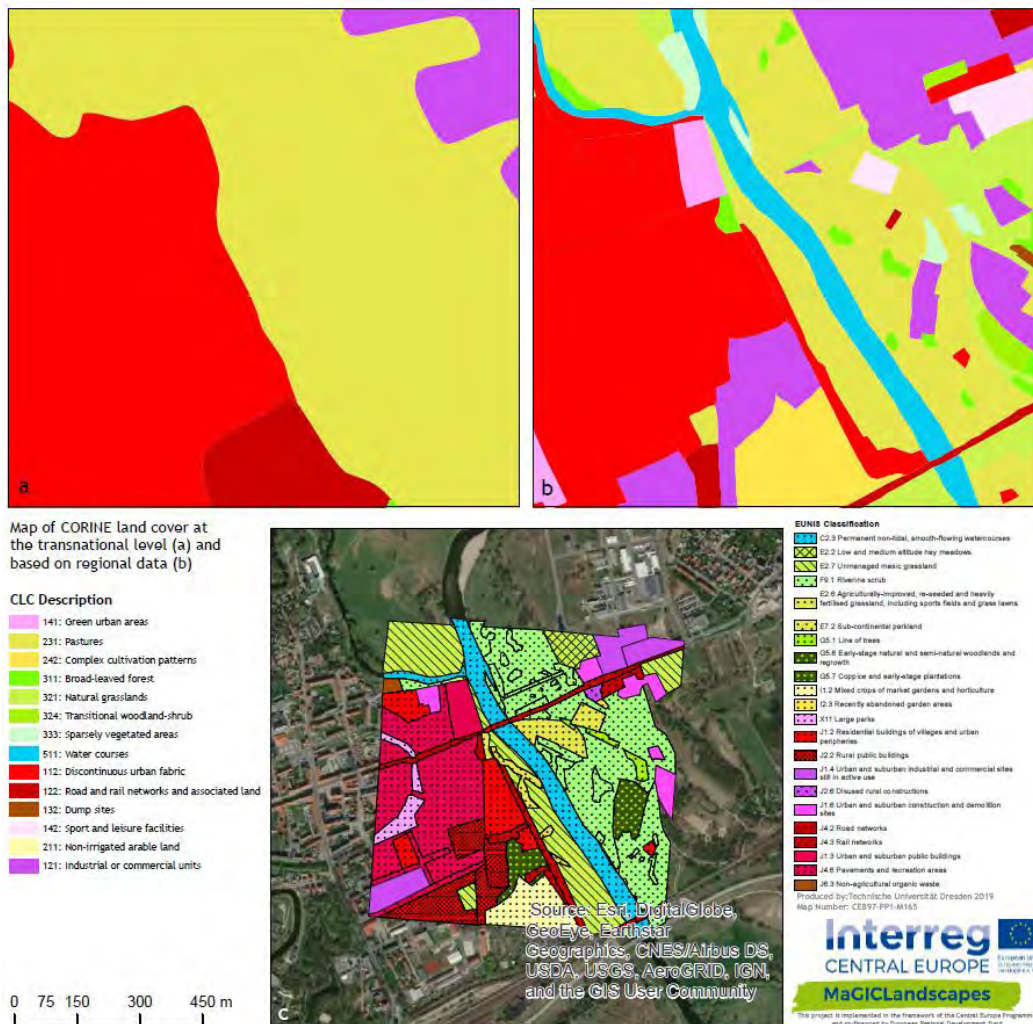 a
b
Map of CORINE land cover at
the transnational level (a) and
based on regional data (b)
CLC Description
141: Green urban areas
231: Pastures
242: Complex cultivation patterns
311: Broad-leaved forest
321: Natural grasslands
324: Transitional woodland-shrub
333: Sparsely vegetated areas
511: Water courses
112: Discontinuous urban fabric
122: Road and rail networks and associated land
132: Dump sites
142: Sport and leisure facilities
211: Non-irrigated arable land
121: Industrial or commercial units
0 75 150 300 450 m
c
Source: Esri, DigitalGlobe,
GeoEye, Earthstar
Geographics, CNES/Airbus DS,
USDA, USGS, AeroGRID, IGN,
and the GIS User Community
EUNIS Classification
C2.3 Permanent non-tidal, smooth-flowing watercourses
E2.2 Low and medium altitude hay meadows
E2.7 Unmanaged mesic grassland
F9.1 Riverine scrub
E2.6 Agriculturally-improved, re-seeded and heavily
fertilised grassland, including sports fields and grass lawns
E7.2 Sub-continental parkland
G5.1 Line of trees
G5.6 Early-stage natural and semi-natural woodlands and
regrowth
G5.7 Coppice and early-stage plantations
I1.2 Mixed crops of market gardens and horticulture
I2.3 Recently abandoned garden areas
X11 Large parks
J1.2 Residential buildings of villages and urban
peripheries
J2.2 Rural public buildings
J1.4 Urban and suburban industrial and commercial sites
still in active use
J2.6 Disused rural constructions
J1.6 Urban and suburban construction and demolition
sites
J4.2 Road networks
J4.3 Rail networks
J1.3 Urban and suburban public buildings
J4.6 Pavements and recreation areas
J6.3 Non-agricultural organic waste
Produced by:Technische Universität Dresden 2019
Map Number: CE897-PP1-M165
Interreg
CENTRAL EUROPE
MaGICLandscapes
This project is implemented in the framework of the Central Europe Programme